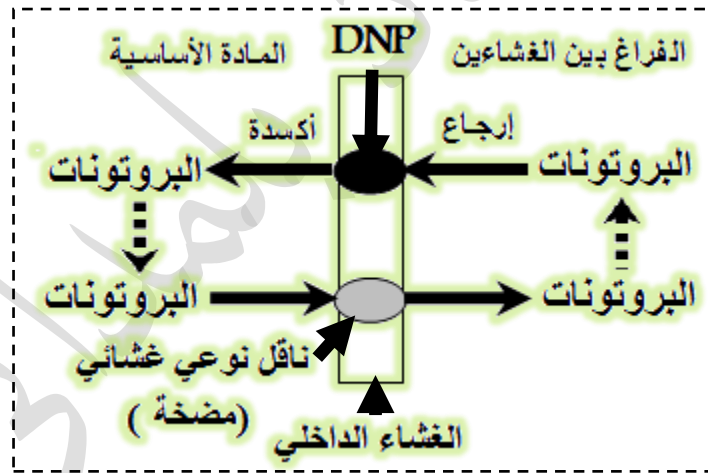 الفراغ بين الغشاءين DNP المادة الأساسية
إرجاع أكسدة
البروتونات البروتونات
البروتونات البروتونات
ناقل نوعي غشائي
(مضخة )
الغشاء الداخلي